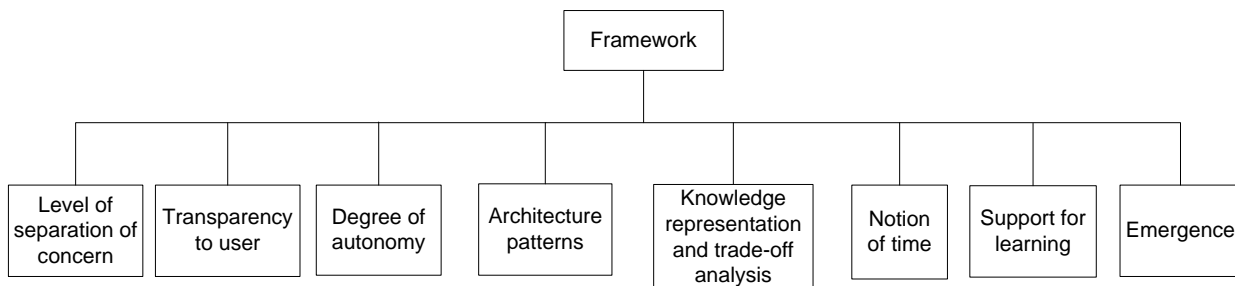 Framework
Level of
separation of
concern
Transparency
to user
Degree of
autonomy
Architecture
patterns
Knowledge
representation
and trade-off
analysis
Notion
of time
Support for
learning
Emergence